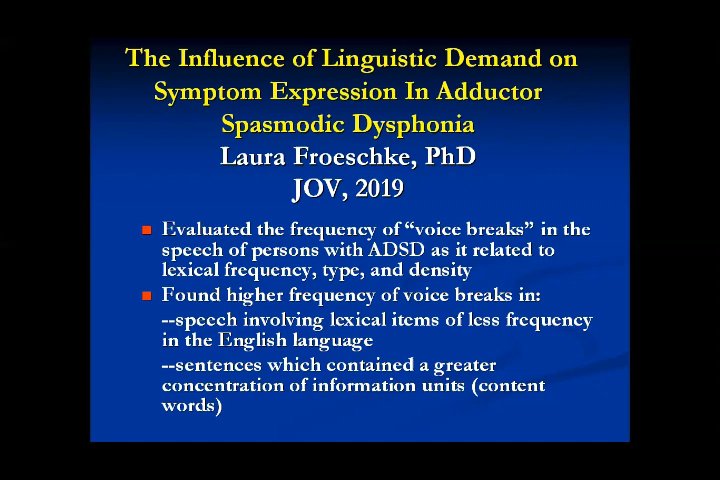 The Influence of Linguistic Demand on
Symptom Expression In Adductor
Spasmodic Dysphonia
Laura Froeschke, PhD
JOV, 2019
Evaluated the frequency of “voice breaks” in the
speech of persons with ADSD as it related to
lexical frequency, type, and density
Found higher frequency of voice breaks in:
--speech involving lexical items of less frequency
in the English language
--sentences which contained a greater
concentration of information units (content
words)